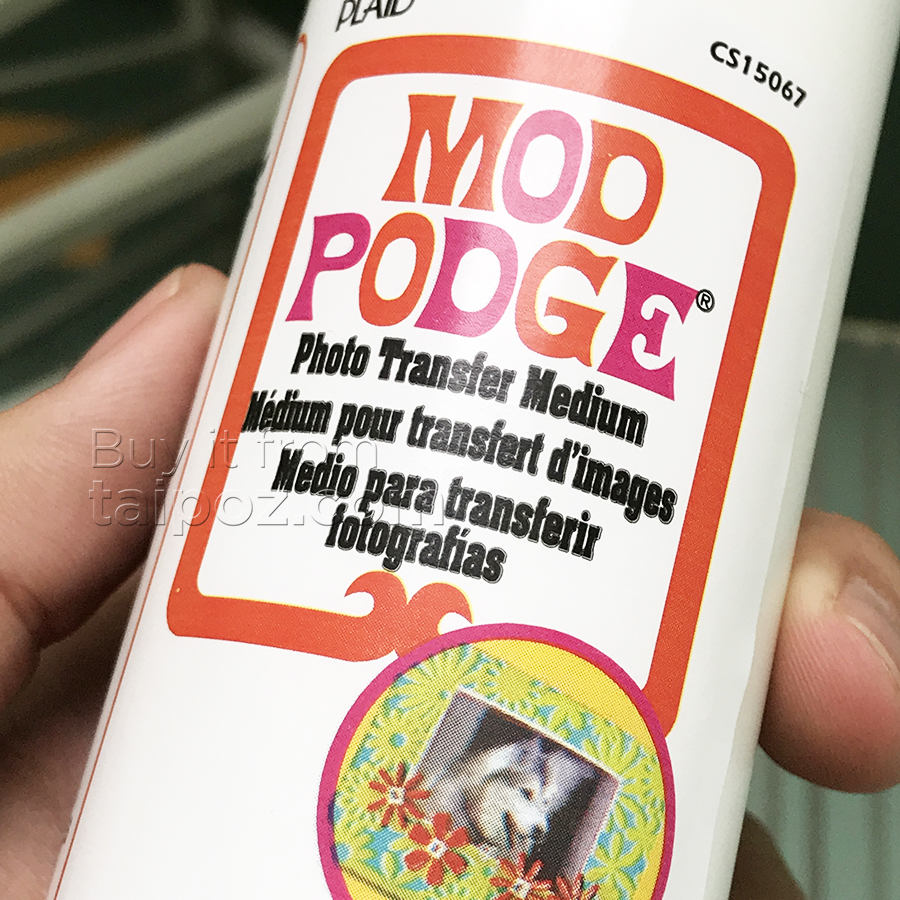 PLAID
CS15067
MOD
PODGE®
Photo Transfer Medium
Médium pour transfert d'images
Medio para transferir
fotografías
Buy it from
taipoz.com